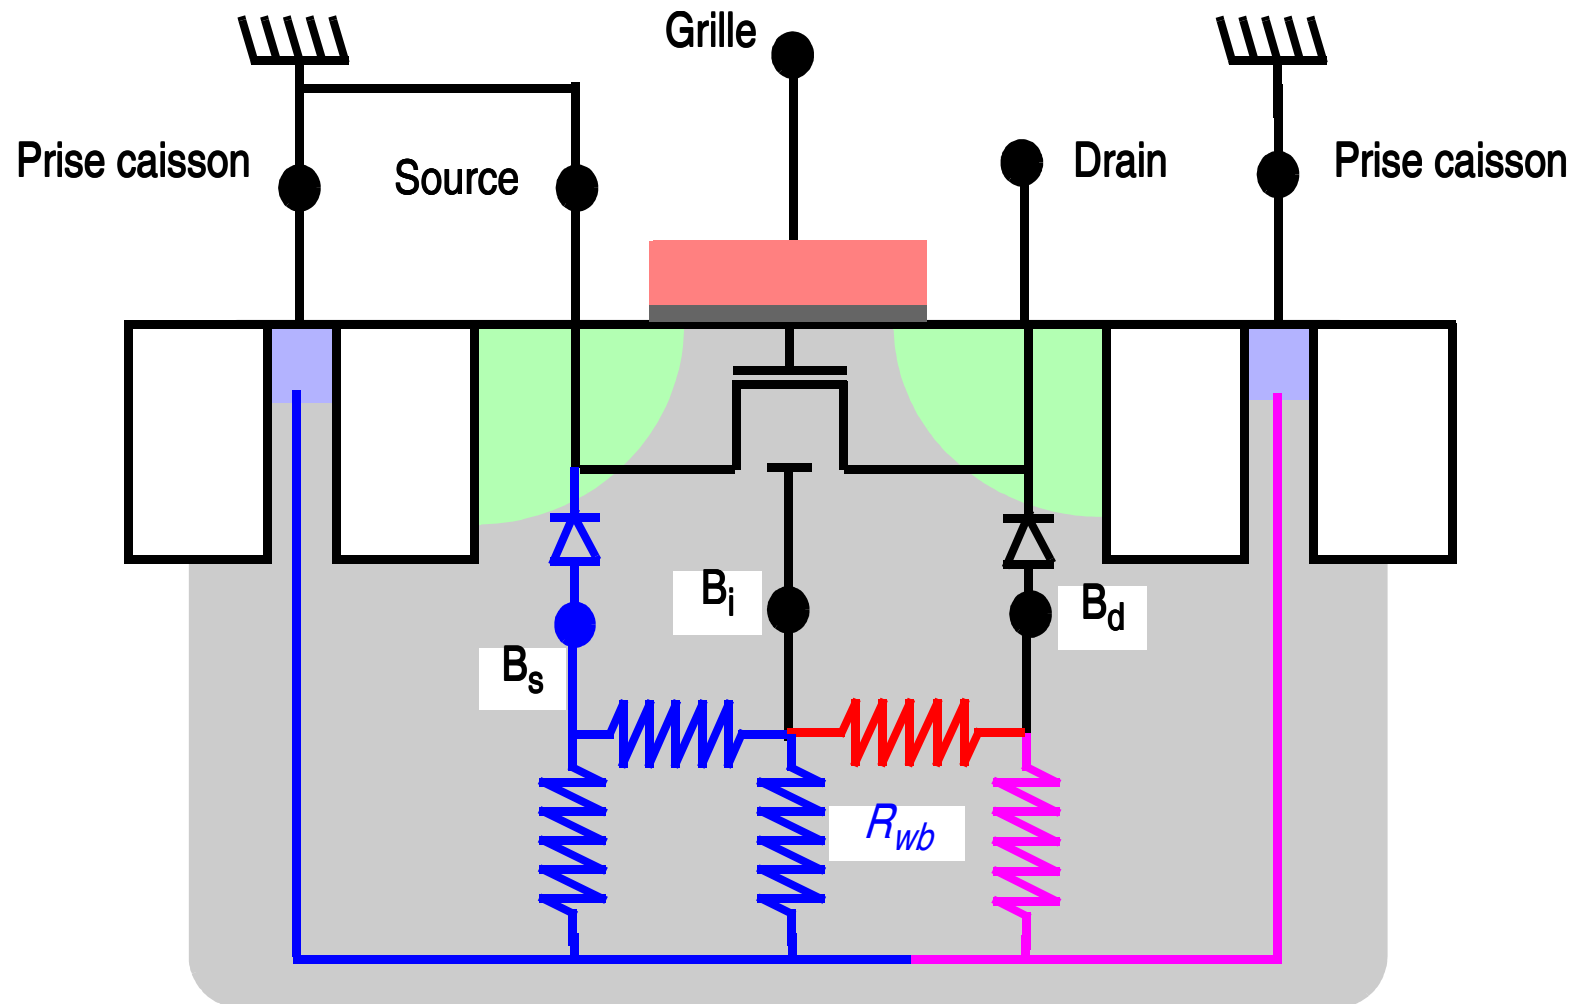 Grille
Prise caisson
Source
Drain
Prise caisson
Bi
Bd
Bs
Rwb